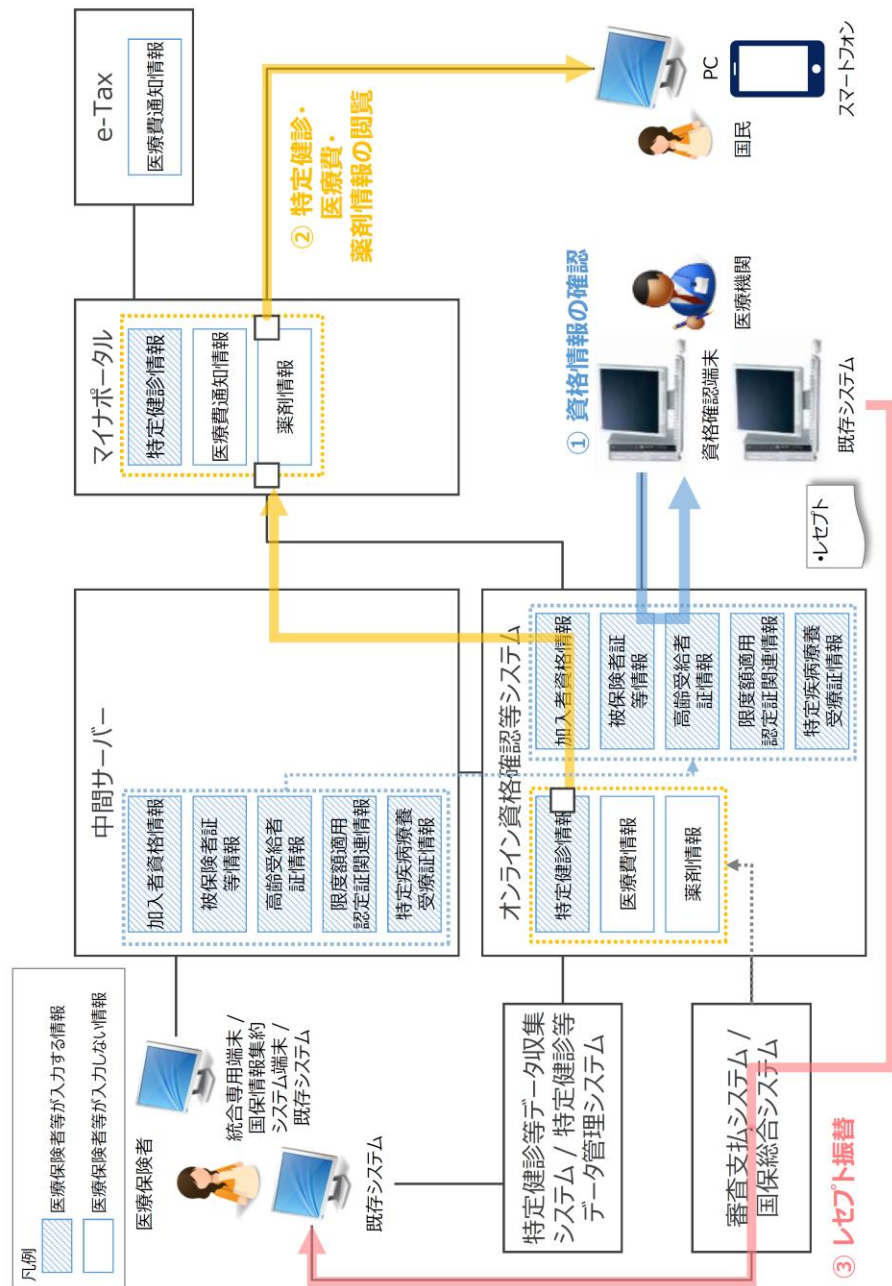 凡例
医療保険者等が入力する情報
医療保険者等が入力しない情報
医療保険者
統合専用端末 /
国保情報集約
システム端末 /
既存システム
既存システム
特定健診等データ収集
システム / 特定健診等
データ管理システム
審査支払システム /
国保総合システム
③ レセプト振替
中間サーバー
加入者資格情報
被保険者証
等情報
高齢受給者
証情報
限度額適用
認定証関連情報
特定疾病療養
受療証情報
オンライン資格確認等システム
特定健診情報
医療費情報
薬剤情報
加入者資格情報
被保険者証
等情報
高齢受給者
証情報
限度額適用
認定証関連情報
特定疾病療養
受療証情報
マイナポータル
特定健診情報
医療費通知情報
薬剤情報
e-Tax
医療費通知情報
② 特定健診・
医療費・
薬剤情報の閲覧
① 資格情報の確認
資格確認端末
医療機関
既存システム
•レセプト
国民
PC
スマートフォン